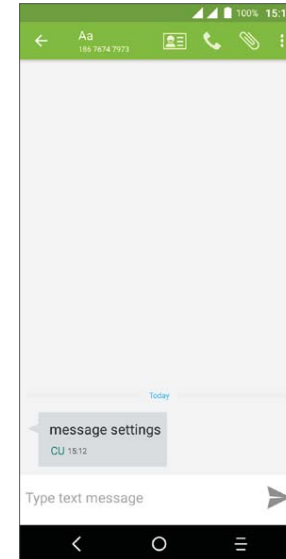 100% 15:1
Aa
186 7674 7973
Today
message settings
CU 15:12
Type text message